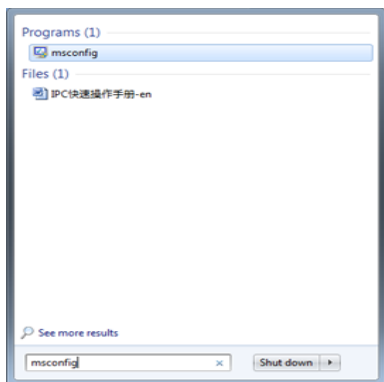 Programs (1)
msconfig
Files (1)
IPC快速操作手册-en
See more results
msconfig
Shut down